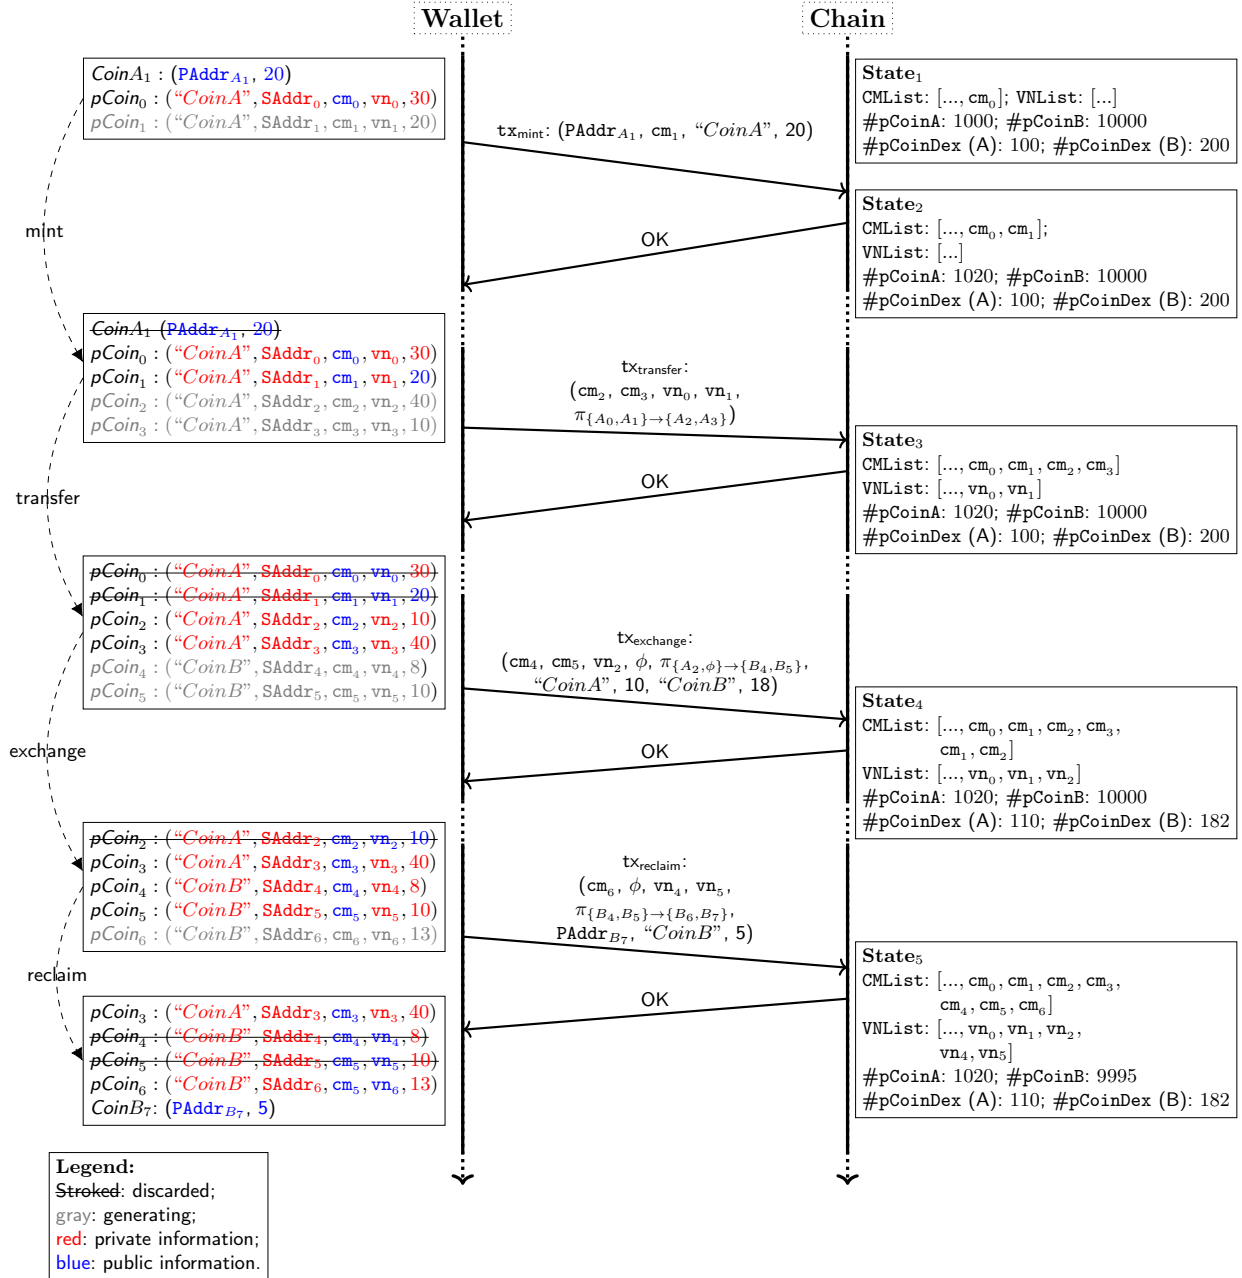 Wallet
Chain
CoinA₁ : (PAddr_A₁, 20)
pCoin₀ : (“CoinA”, SAddr₀, cm₀, vn₀, 30)
pCoin₁ : (“CoinA”, SAddr₁, cm₁, vn₁, 20)
State₁
CMList: [..., cm₀]; VNList: [...]
#pCoinA: 1000; #pCoinB: 10000
#pCoinDex (A): 100; #pCoinDex (B): 200
tx_mint: (PAddr_A₁, cm₁, “CoinA”, 20)
mint
OK
State₂
CMList: [..., cm₀, cm₁];
VNList: [...]
#pCoinA: 1020; #pCoinB: 10000
#pCoinDex (A): 100; #pCoinDex (B): 200
CoinA₁ (PAddr_A₁, 20)
pCoin₀ : (“CoinA”, SAddr₀, cm₀, vn₀, 30)
pCoin₁ : (“CoinA”, SAddr₁, cm₁, vn₁, 20)
pCoin₂ : (“CoinA”, SAddr₂, cm₂, vn₂, 40)
pCoin₃ : (“CoinA”, SAddr₃, cm₃, vn₃, 10)
tx_transfer:
(cm₂, cm₃, vn₀, vn₁,
π_{A₀,A₁}→{A₂,A₃})
transfer
OK
State₃
CMList: [..., cm₀, cm₁, cm₂, cm₃]
VNList: [..., vn₀, vn₁]
#pCoinA: 1020; #pCoinB: 10000
#pCoinDex (A): 100; #pCoinDex (B): 200
pCoin₀ : (“CoinA”, SAddr₀, cm₀, vn₀, 30)
pCoin₁ : (“CoinA”, SAddr₁, cm₁, vn₁, 20)
pCoin₂ : (“CoinA”, SAddr₂, cm₂, vn₂, 10)
pCoin₃ : (“CoinA”, SAddr₃, cm₃, vn₃, 40)
pCoin₄ : (“CoinB”, SAddr₄, cm₄, vn₄, 8)
pCoin₅ : (“CoinB”, SAddr₅, cm₅, vn₅, 10)
tx_exchange:
(cm₄, cm₅, vn₂, ϕ, π_{A₂,ϕ}→{B₄,B₅},
“CoinA”, 10, “CoinB”, 18)
exchange
OK
State₄
CMList: [..., cm₀, cm₁, cm₂, cm₃,
cm₁, cm₂]
VNList: [..., vn₀, vn₁, vn₂]
#pCoinA: 1020; #pCoinB: 10000
#pCoinDex (A): 110; #pCoinDex (B): 182
pCoin₂ : (“CoinA”, SAddr₂, cm₂, vn₂, 10)
pCoin₃ : (“CoinA”, SAddr₃, cm₃, vn₃, 40)
pCoin₄ : (“CoinB”, SAddr₄, cm₄, vn₄, 8)
pCoin₅ : (“CoinB”, SAddr₅, cm₅, vn₅, 10)
pCoin₆ : (“CoinB”, SAddr₆, cm₆, vn₆, 13)
tx_reclaim:
(cm₆, ϕ, vn₄, vn₅,
π_{B₄,B₅}→{B₆,B₇},
PAddr_B₇, “CoinB”, 5)
reclaim
OK
State₅
CMList: [..., cm₀, cm₁, cm₂, cm₃,
cm₄, cm₅, cm₆]
VNList: [..., vn₀, vn₁, vn₂,
vn₄, vn₅]
#pCoinA: 1020; #pCoinB: 9995
#pCoinDex (A): 110; #pCoinDex (B): 182
pCoin₃ : (“CoinA”, SAddr₃, cm₃, vn₃, 40)
pCoin₄ : (“CoinB”, SAddr₄, cm₄, vn₄, 8)
pCoin₅ : (“CoinB”, SAddr₅, cm₅, vn₅, 10)
pCoin₆ : (“CoinB”, SAddr₆, cm₅, vn₆, 13)
CoinB₇: (PAddr_B₇, 5)
Legend:
Stroked: discarded;
gray: generating;
red: private information;
blue: public information.